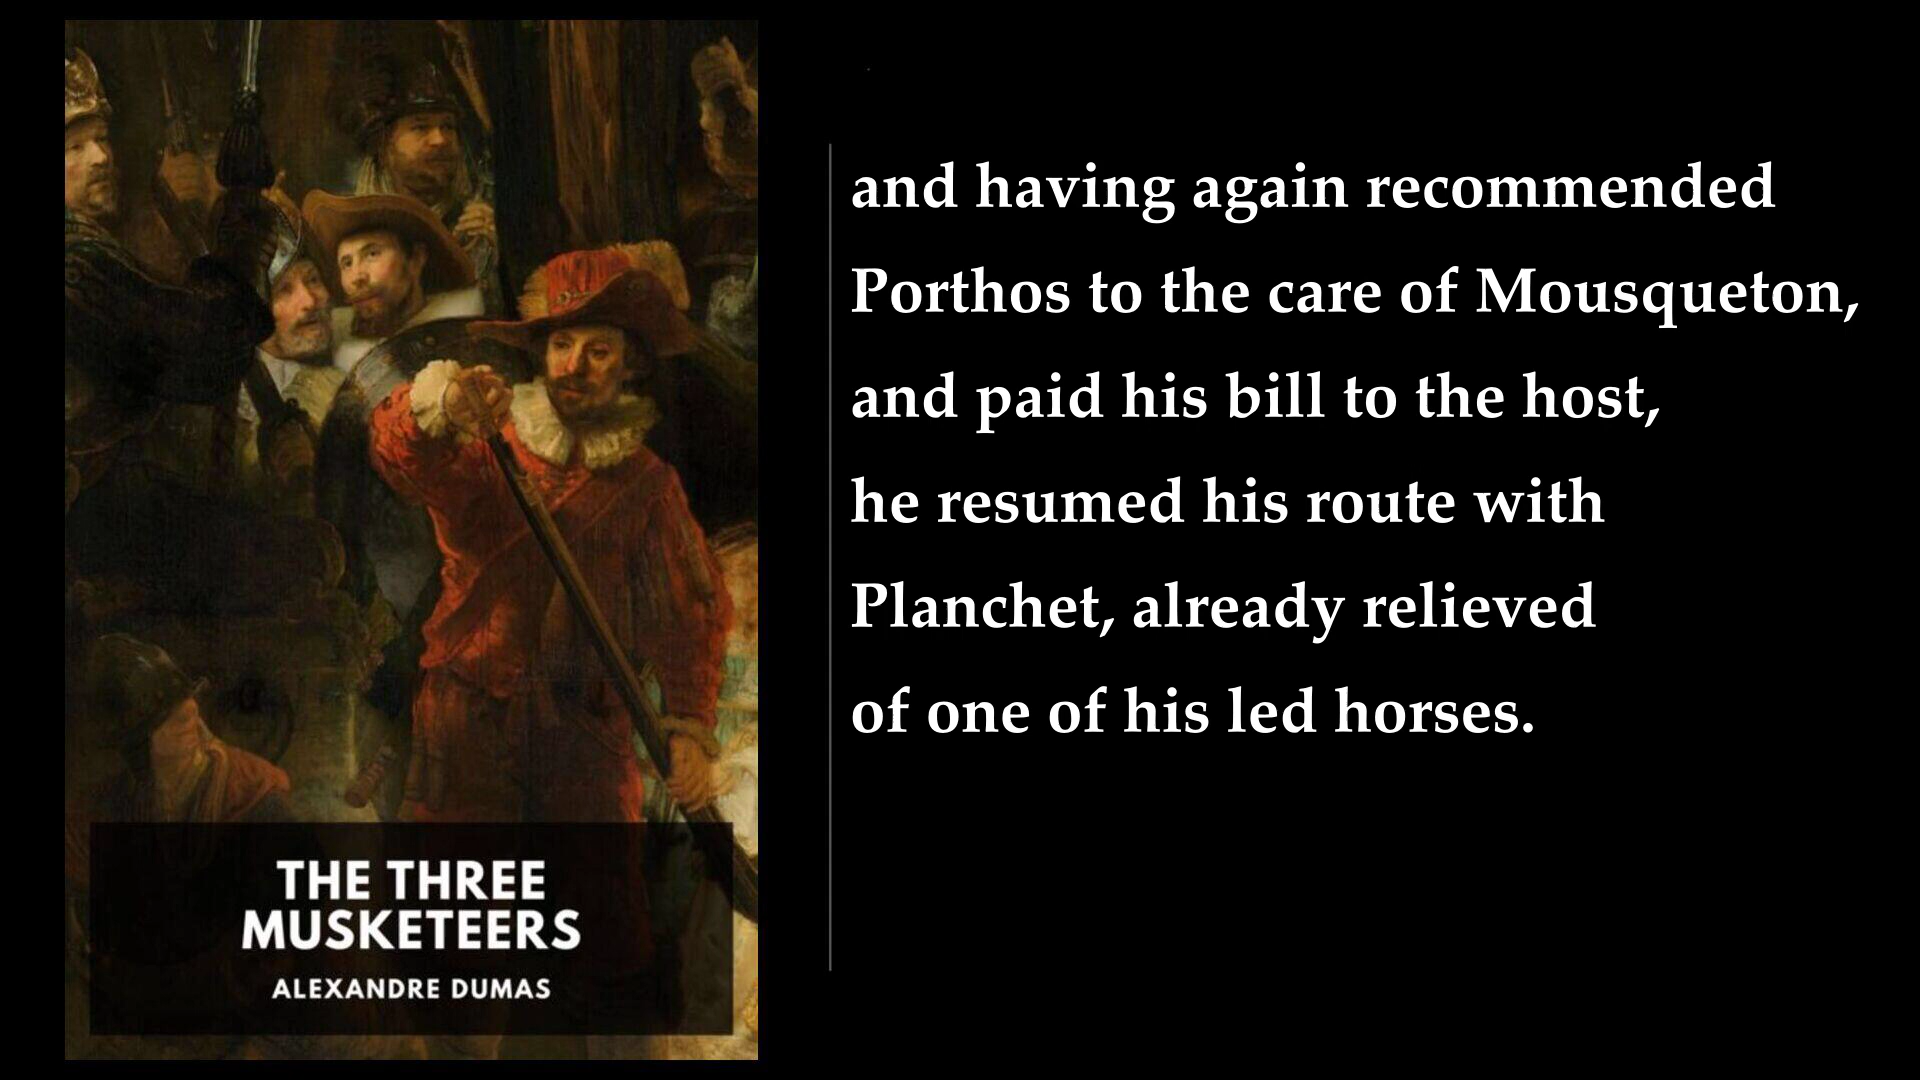 THE THREE
MUSKETEERS
ALEXANDRE DUMAS
and having again recommended
Porthos to the care of Mousqueton,
and paid his bill to the host,
he resumed his route with
Planchet, already relieved
of one of his led horses.